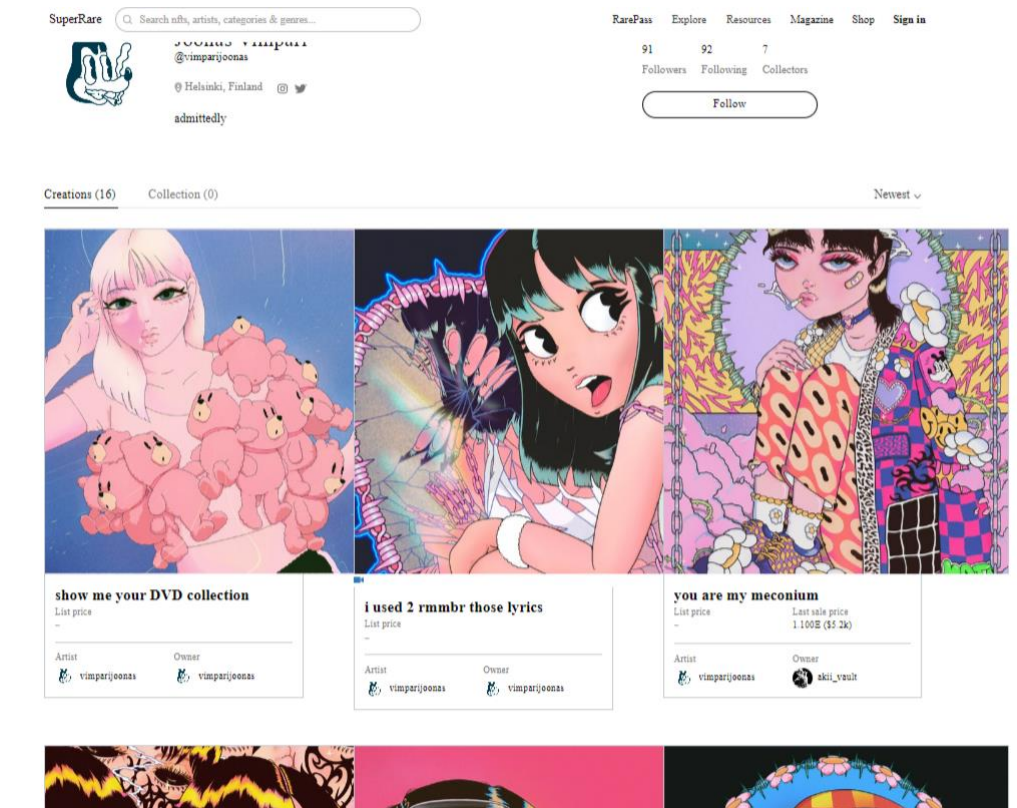 SuperRare
Search nfts, artists, categories & genres...
RarePass Explore Resources Magazine Shop Sign in
Joonas Vimpari
@vimparijoonas
Helsinki, Finland
admittedly
91 92 7
Followers Following Collectors
Follow
Creations (16) Collection (0) Newest
show me your DVD collection
List price
–
Artist Owner
vimparijoonas vimparijoonas
i used 2 rmmbr those lyrics
List price
–
Artist Owner
vimparijoonas vimparijoonas
you are my meconium
List price Last sale price
– 1.100Ξ ($5.2k)
Artist Owner
vimparijoonas akii_vault